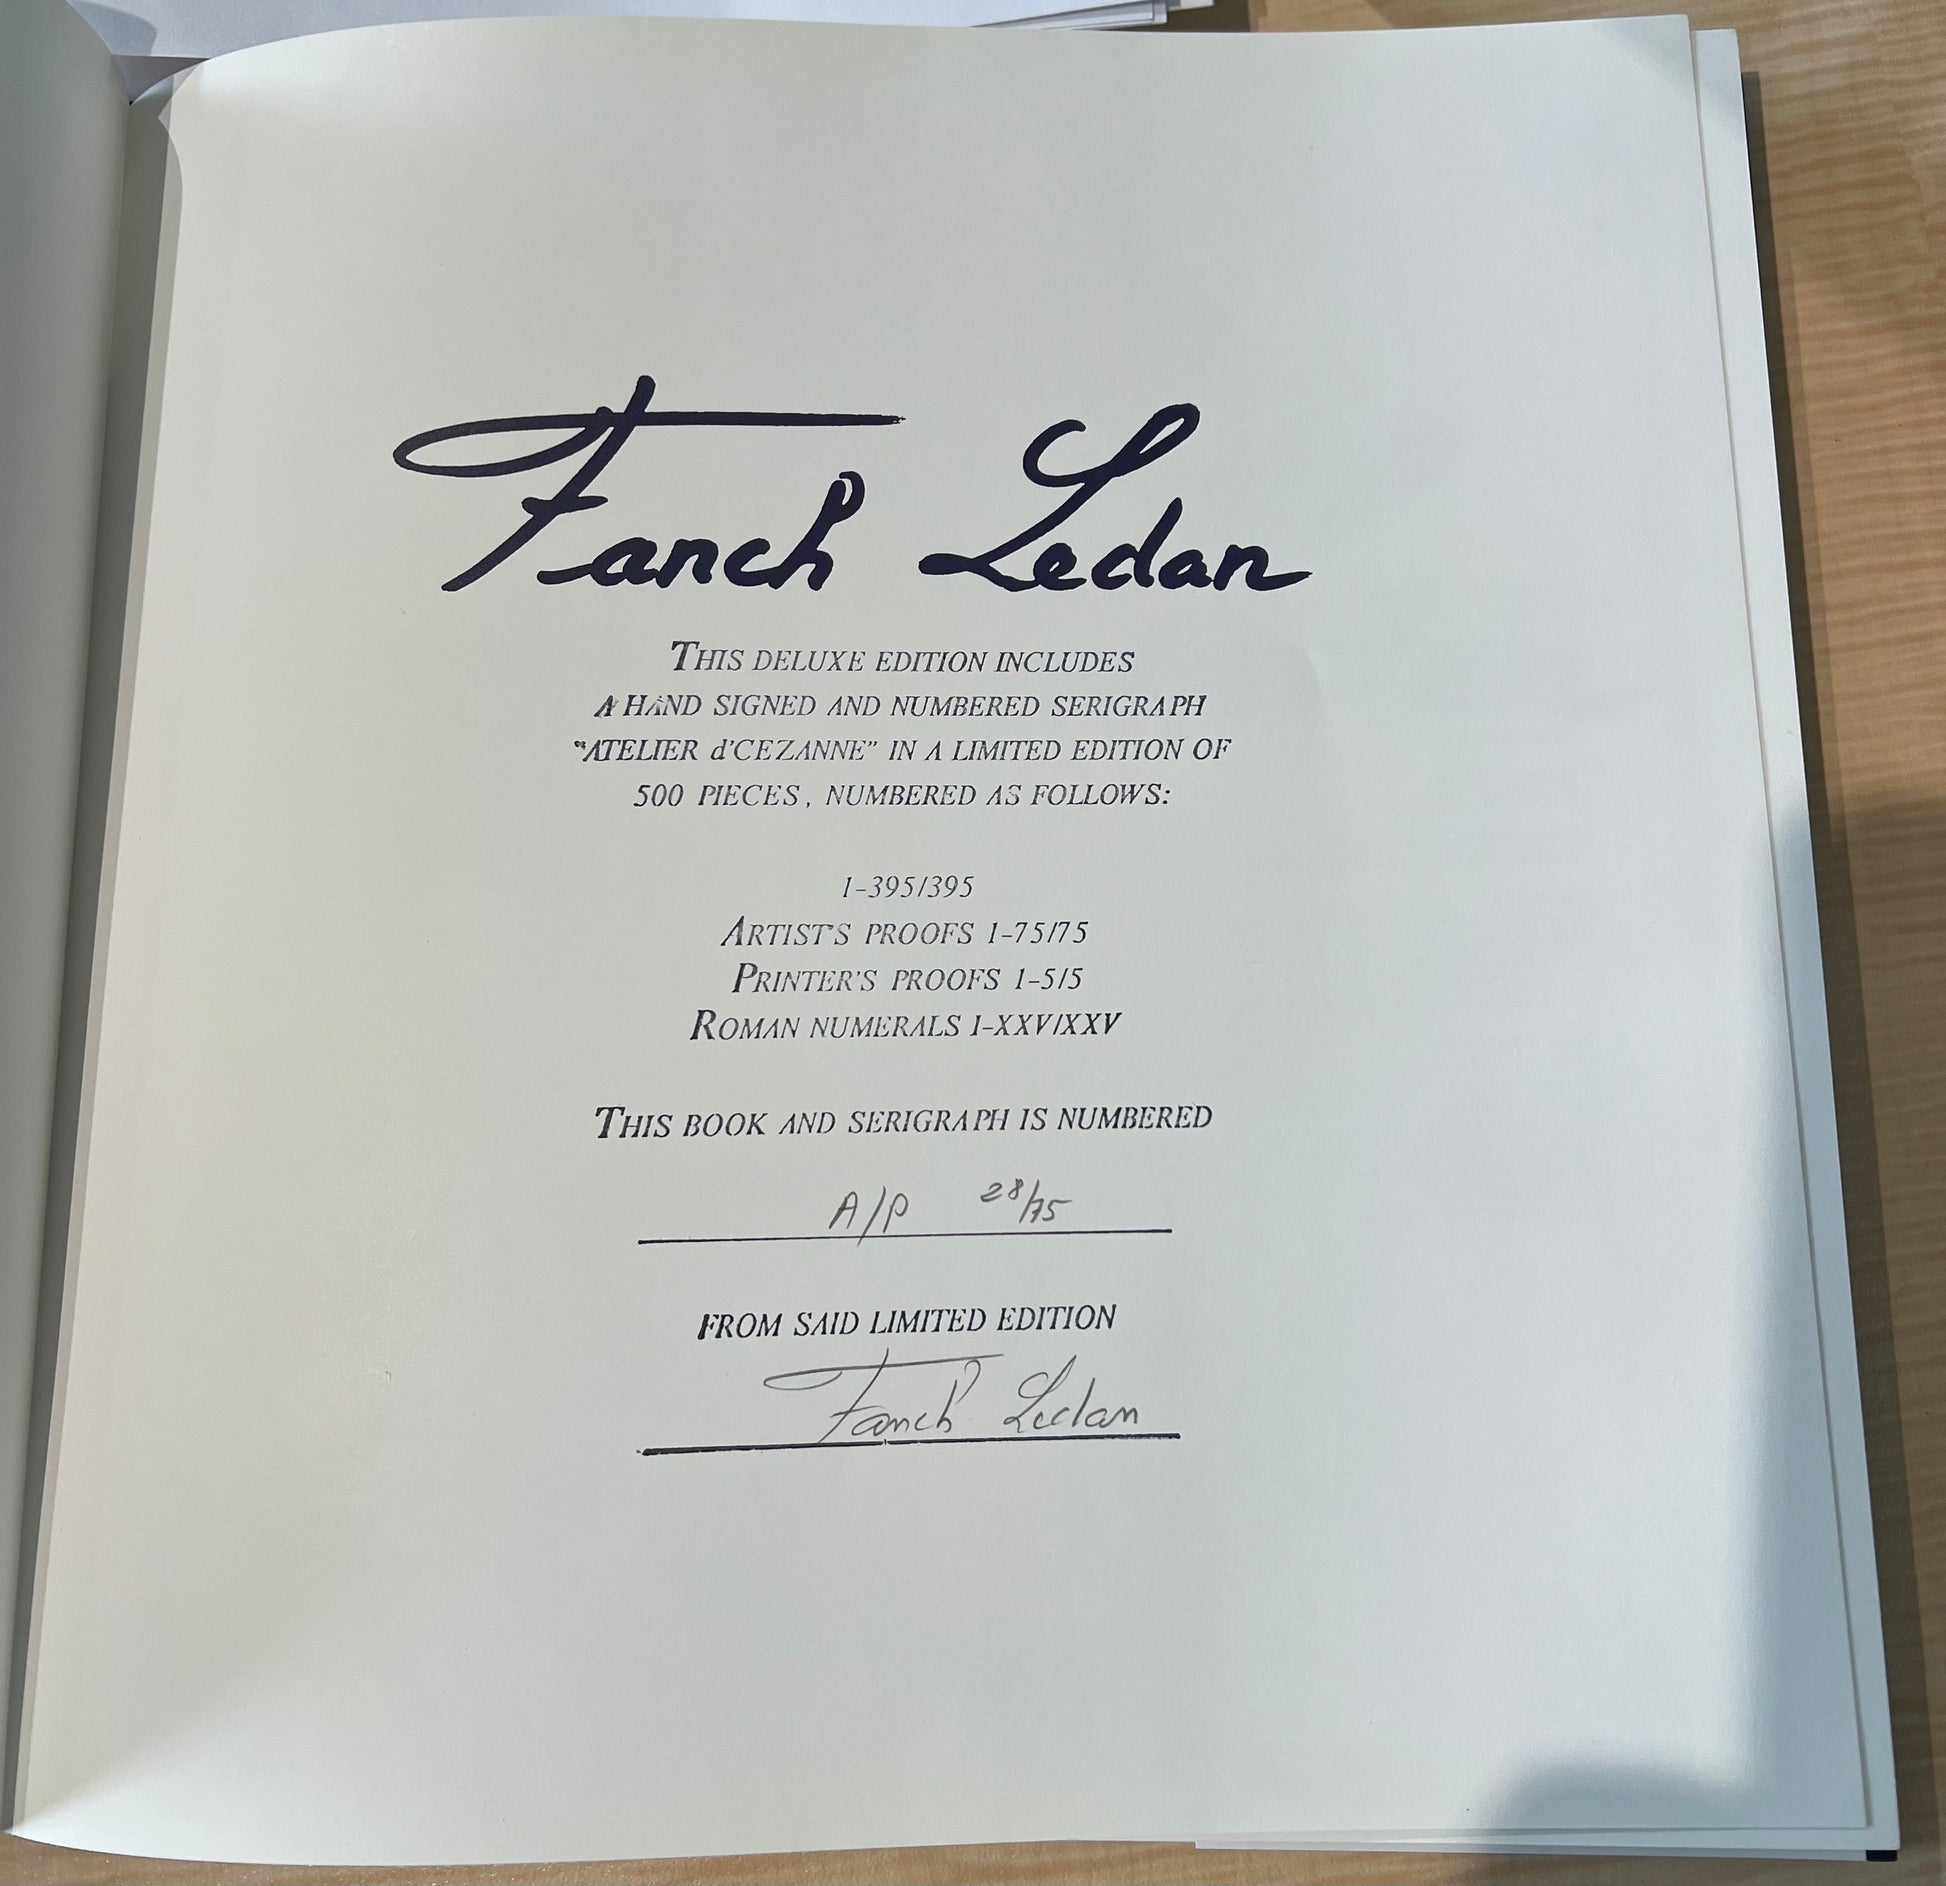 Fanch Ledan
THIS DELUXE EDITION INCLUDES
A HAND SIGNED AND NUMBERED SERIGRAPH
"ATELIER d'CEZANNE" IN A LIMITED EDITION OF
500 PIECES, NUMBERED AS FOLLOWS:
1-395/395
ARTIST'S PROOFS 1-75/75
PRINTER'S PROOFS 1-5/5
ROMAN NUMERALS I-XXV/XXV
THIS BOOK AND SERIGRAPH IS NUMBERED
A/P 28/75
FROM SAID LIMITED EDITION
Fanch Ledan